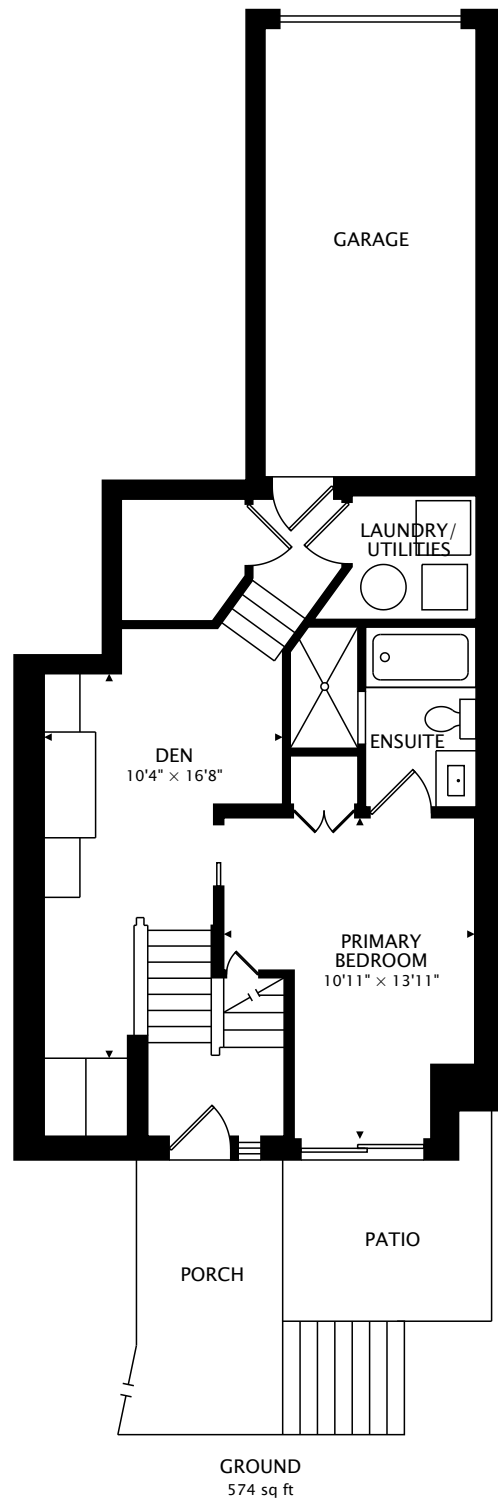 GARAGE
LAUNDRY/
UTILITIES
DEN
10'4" × 16'8"
ENSUITE
PRIMARY
BEDROOM
10'11" × 13'11"
PATIO
PORCH
GROUND
574 sq ft